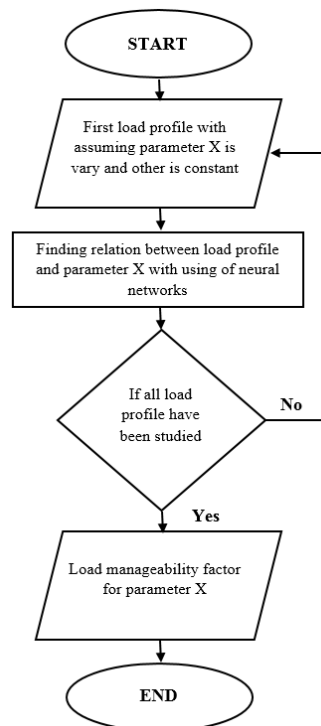 START
First load profile with
assuming parameter X is
vary and other is constant
Finding relation between load profile
and parameter X with using of neural
networks
If all load
profile have
been studied
No
Yes
Load manageability factor
for parameter X
END